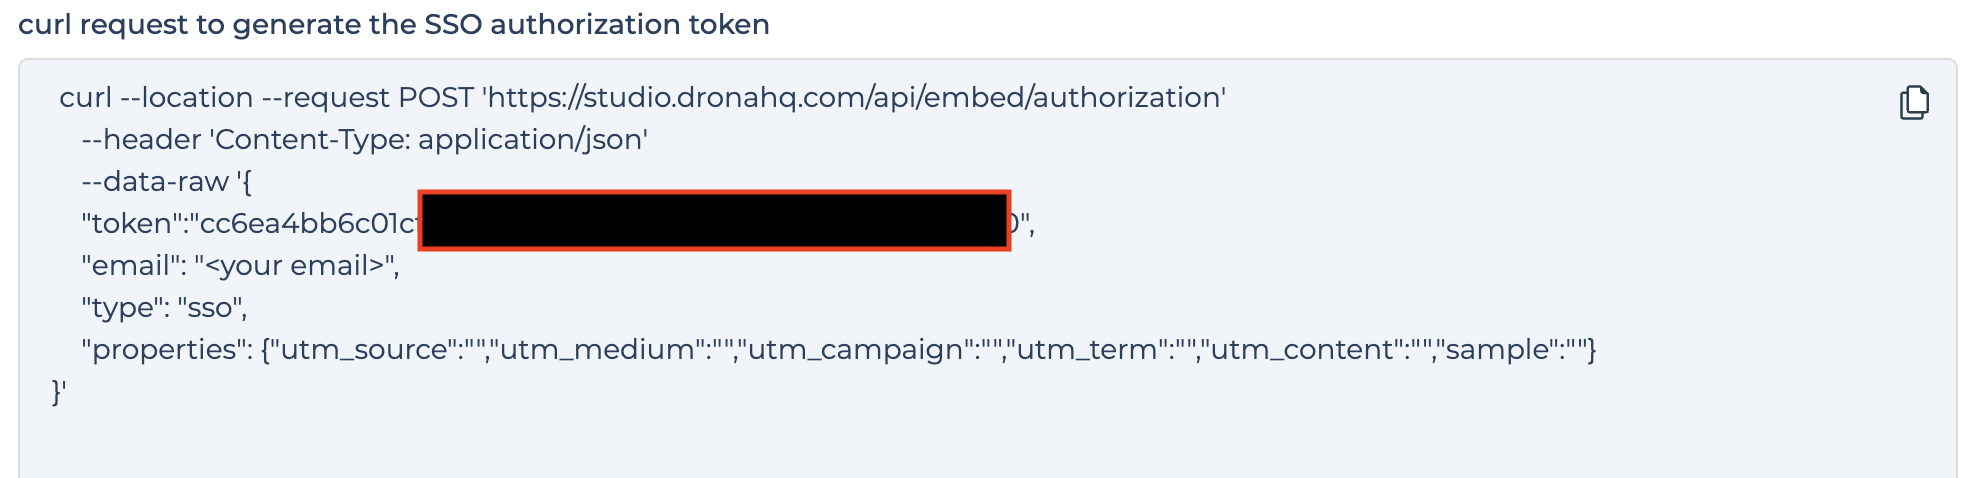 curl request to generate the SSO authorization token
curl --location --request POST 'https://studio.dronahq.com/api/embed/authorization'
--header 'Content-Type: application/json'
--data-raw '{
"token":"cc6ea4bb6c01c 0",
"email": "<your email>",
"type": "sso",
"properties": {"utm_source":"","utm_medium":"","utm_campaign":"","utm_term":"","utm_content":"","sample":""}
}'